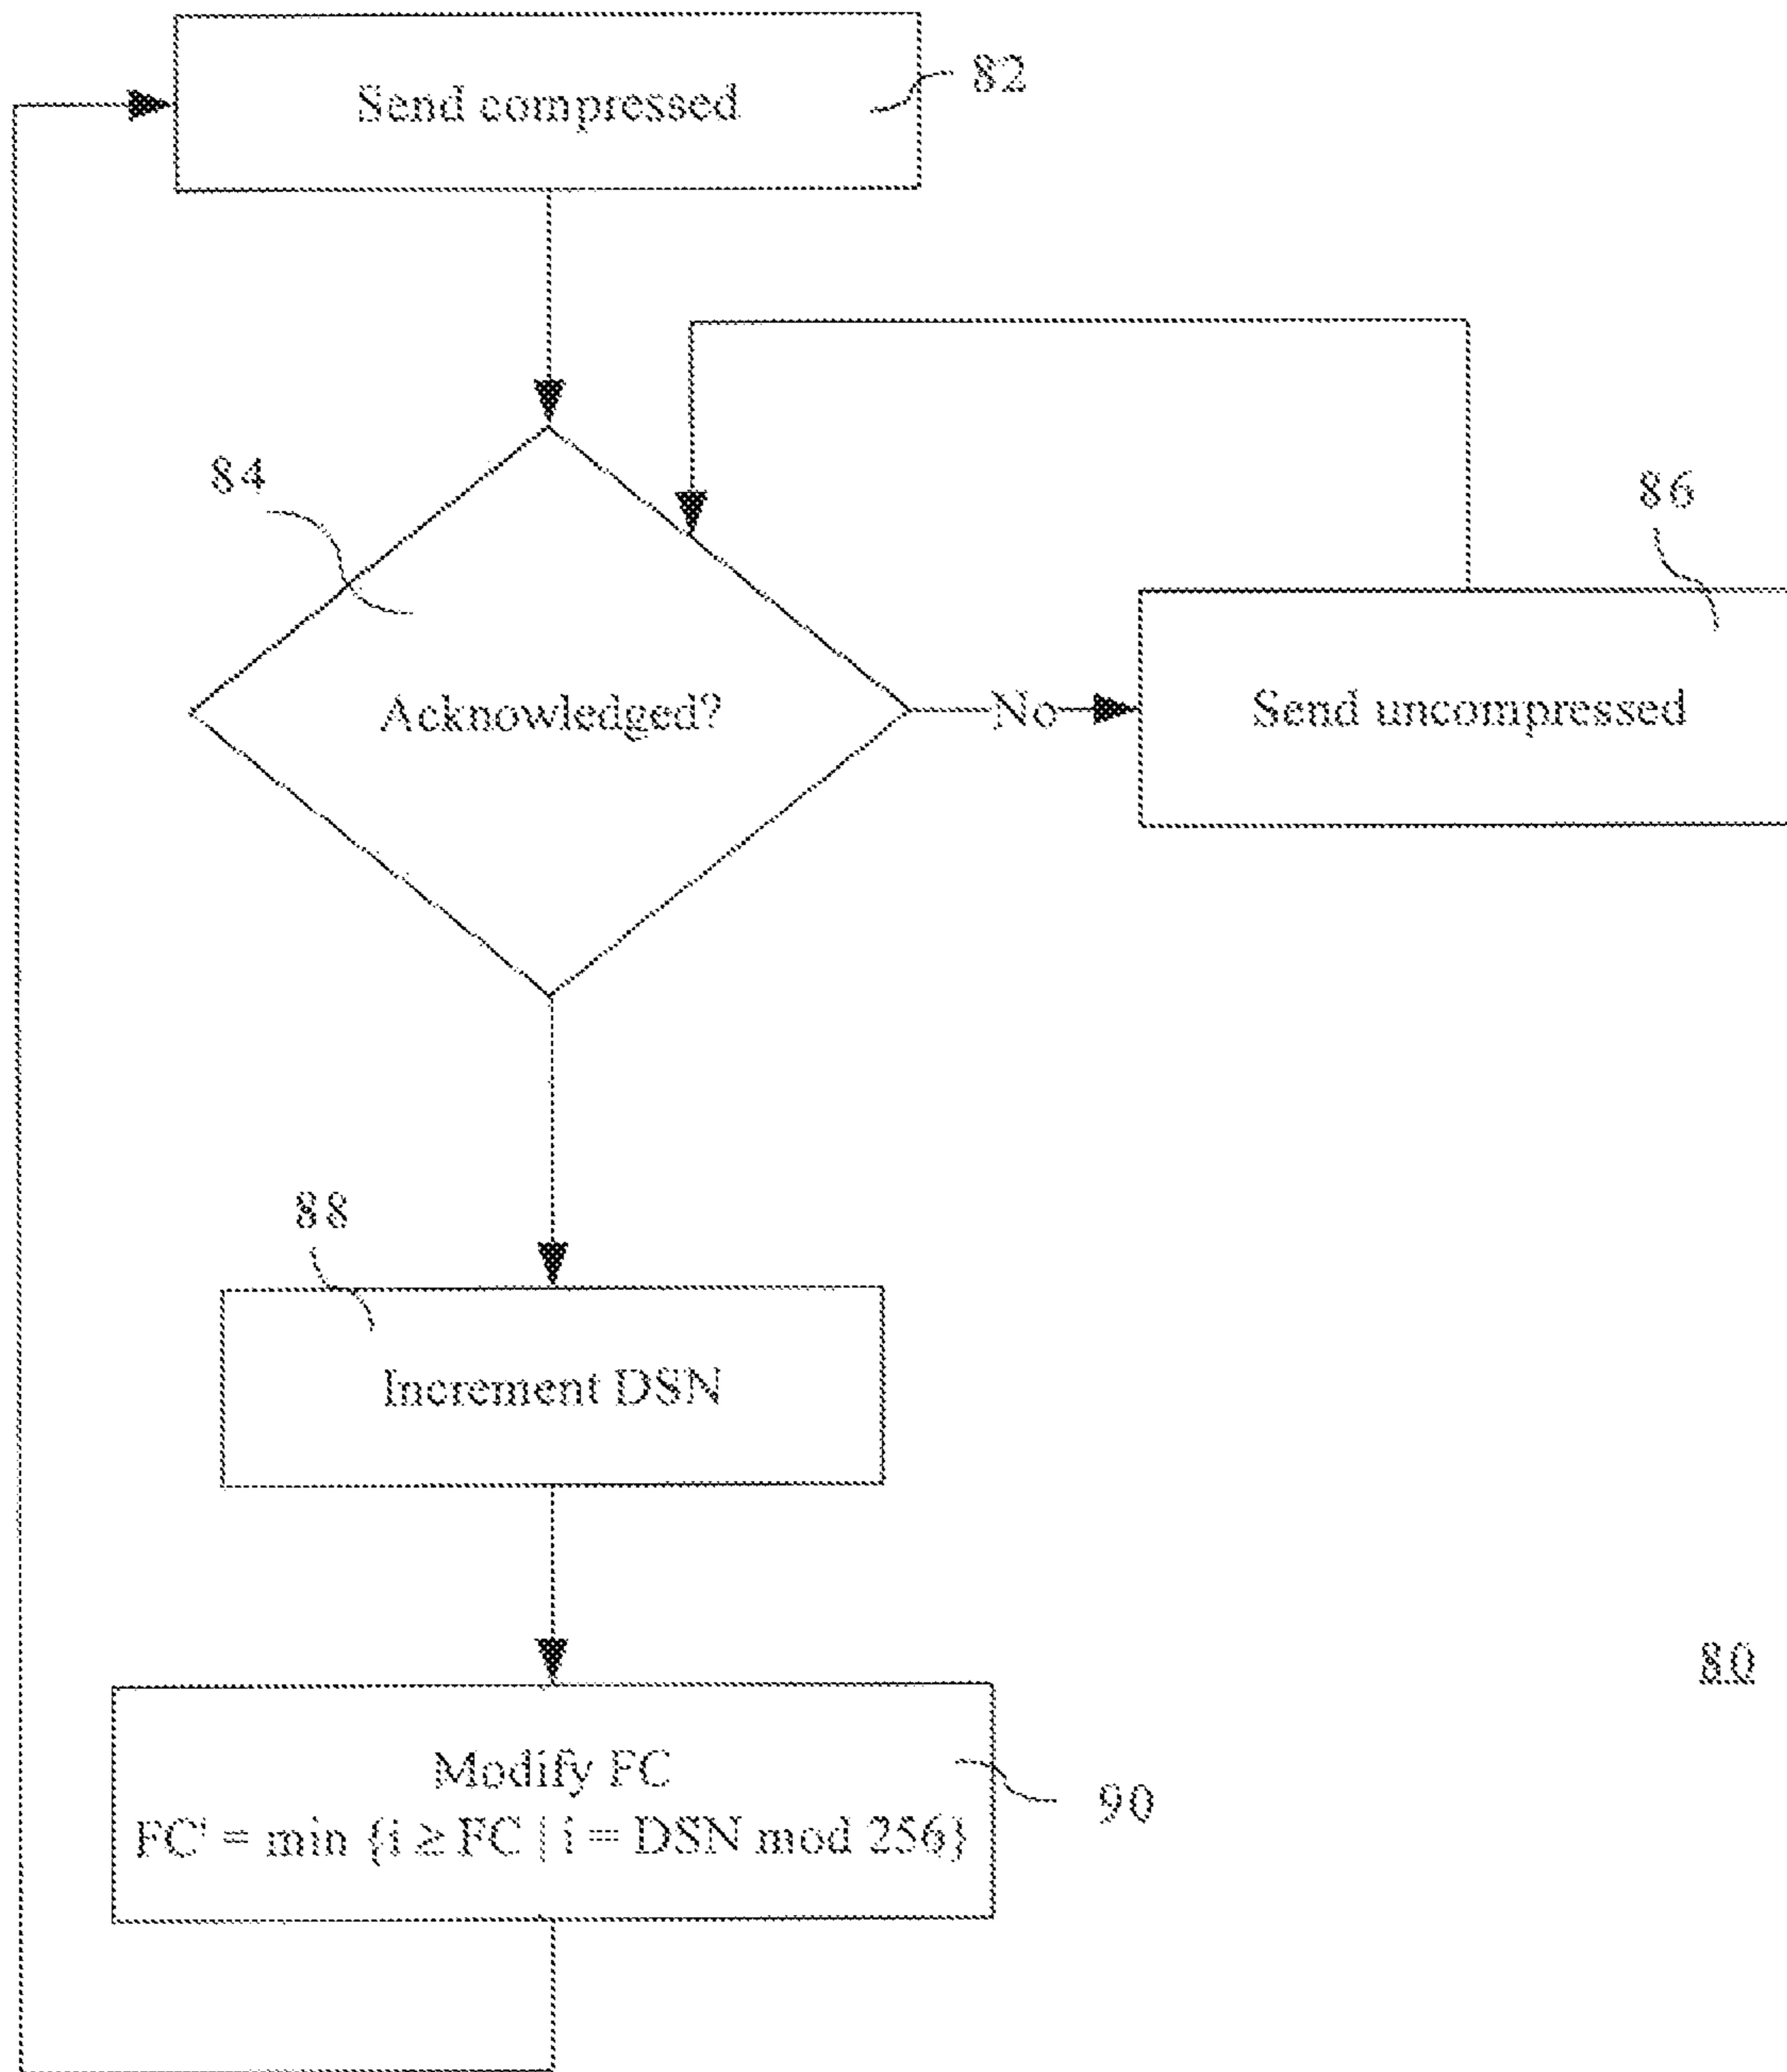 Send compressed
82
84
86
Acknowledged?
No
Send uncompressed
88
Increment DSN
80
Modify FC
FC' = min {i ≥ FC | i = DSN mod 256}
90